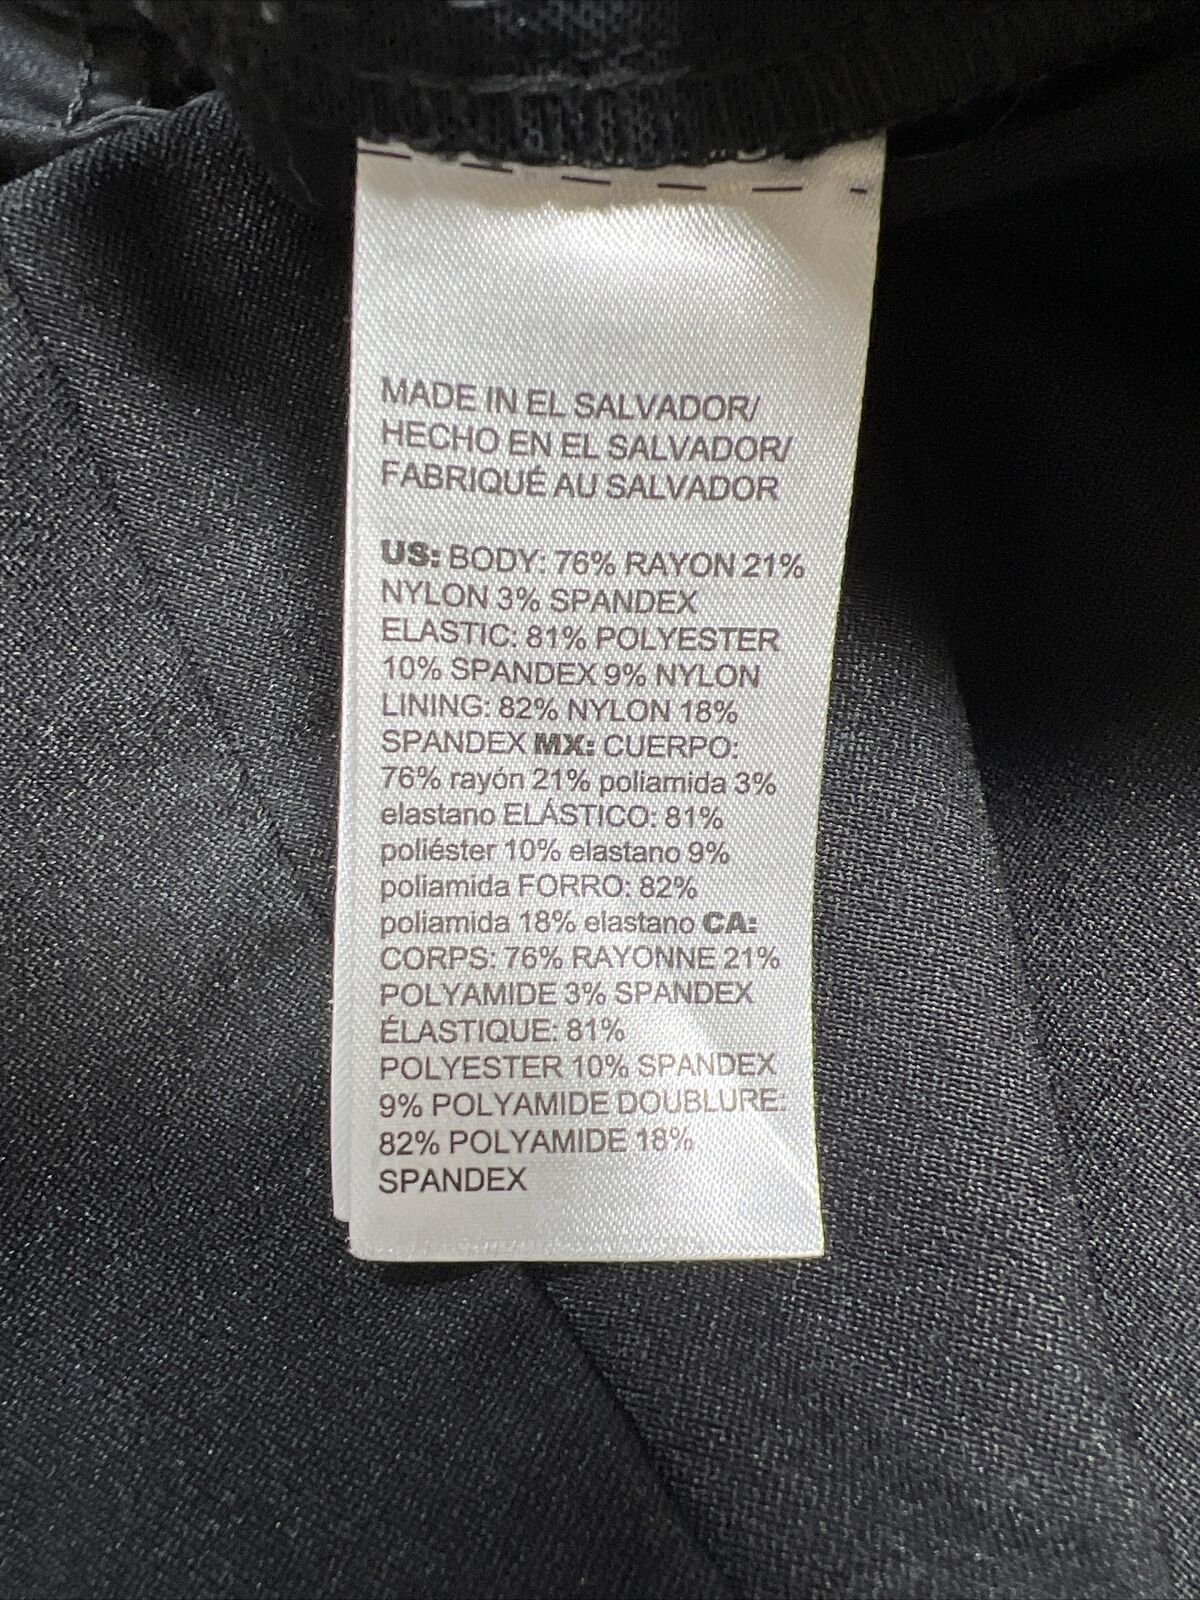 MADE IN EL SALVADOR/
HECHO EN EL SALVADOR/
FABRIQUÉ AU SALVADOR
US: BODY: 76% RAYON 21%
NYLON 3% SPANDEX
ELASTIC: 81% POLYESTER
10% SPANDEX 9% NYLON
LINING: 82% NYLON 18%
SPANDEX MX: CUERPO:
76% rayón 21% poliamida 3%
elastano ELÁSTICO: 81%
poliéster 10% elastano 9%
poliamida FORRO: 82%
poliamida 18% elastano CA:
CORPS: 76% RAYONNE 21%
POLYAMIDE 3% SPANDEX
ÉLASTIQUE: 81%
POLYESTER 10% SPANDEX
9% POLYAMIDE DOUBLURE:
82% POLYAMIDE 18%
SPANDEX